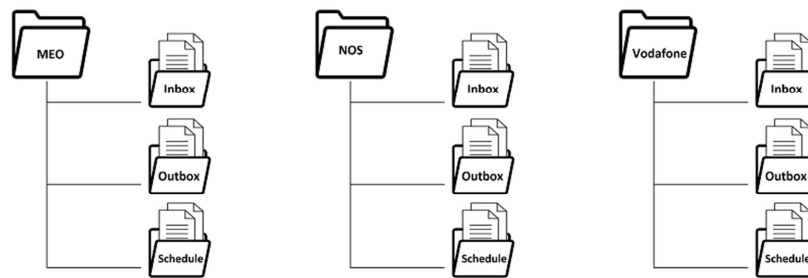 MEO
Inbox
Outbox
Schedule
NOS
Inbox
Outbox
Schedule
Vodafone
Inbox
Outbox
Schedule